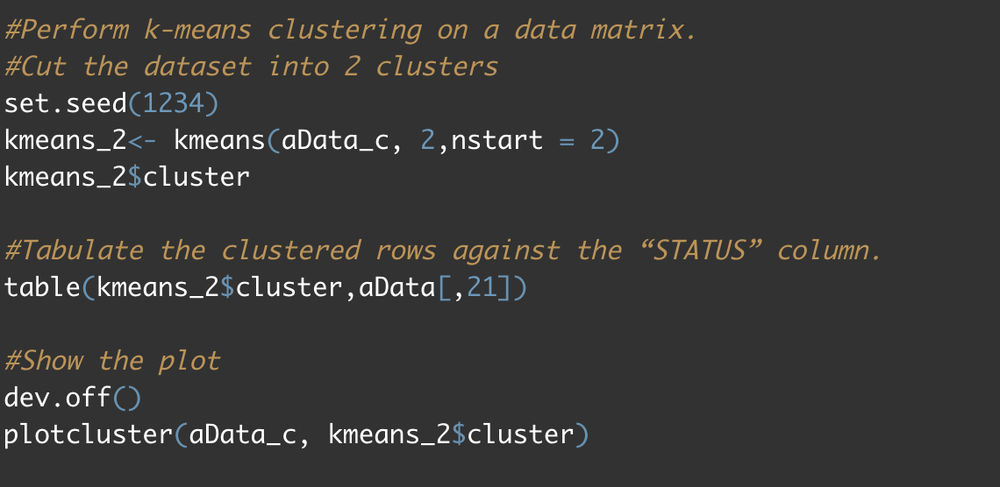 #Perform k-means clustering on a data matrix.
#Cut the dataset into 2 clusters
set.seed(1234)
kmeans_2<- kmeans(aData_c, 2,nstart = 2)
kmeans_2$cluster
#Tabulate the clustered rows against the “STATUS” column.
table(kmeans_2$cluster,aData[,21])
#Show the plot
dev.off()
plotcluster(aData_c, kmeans_2$cluster)